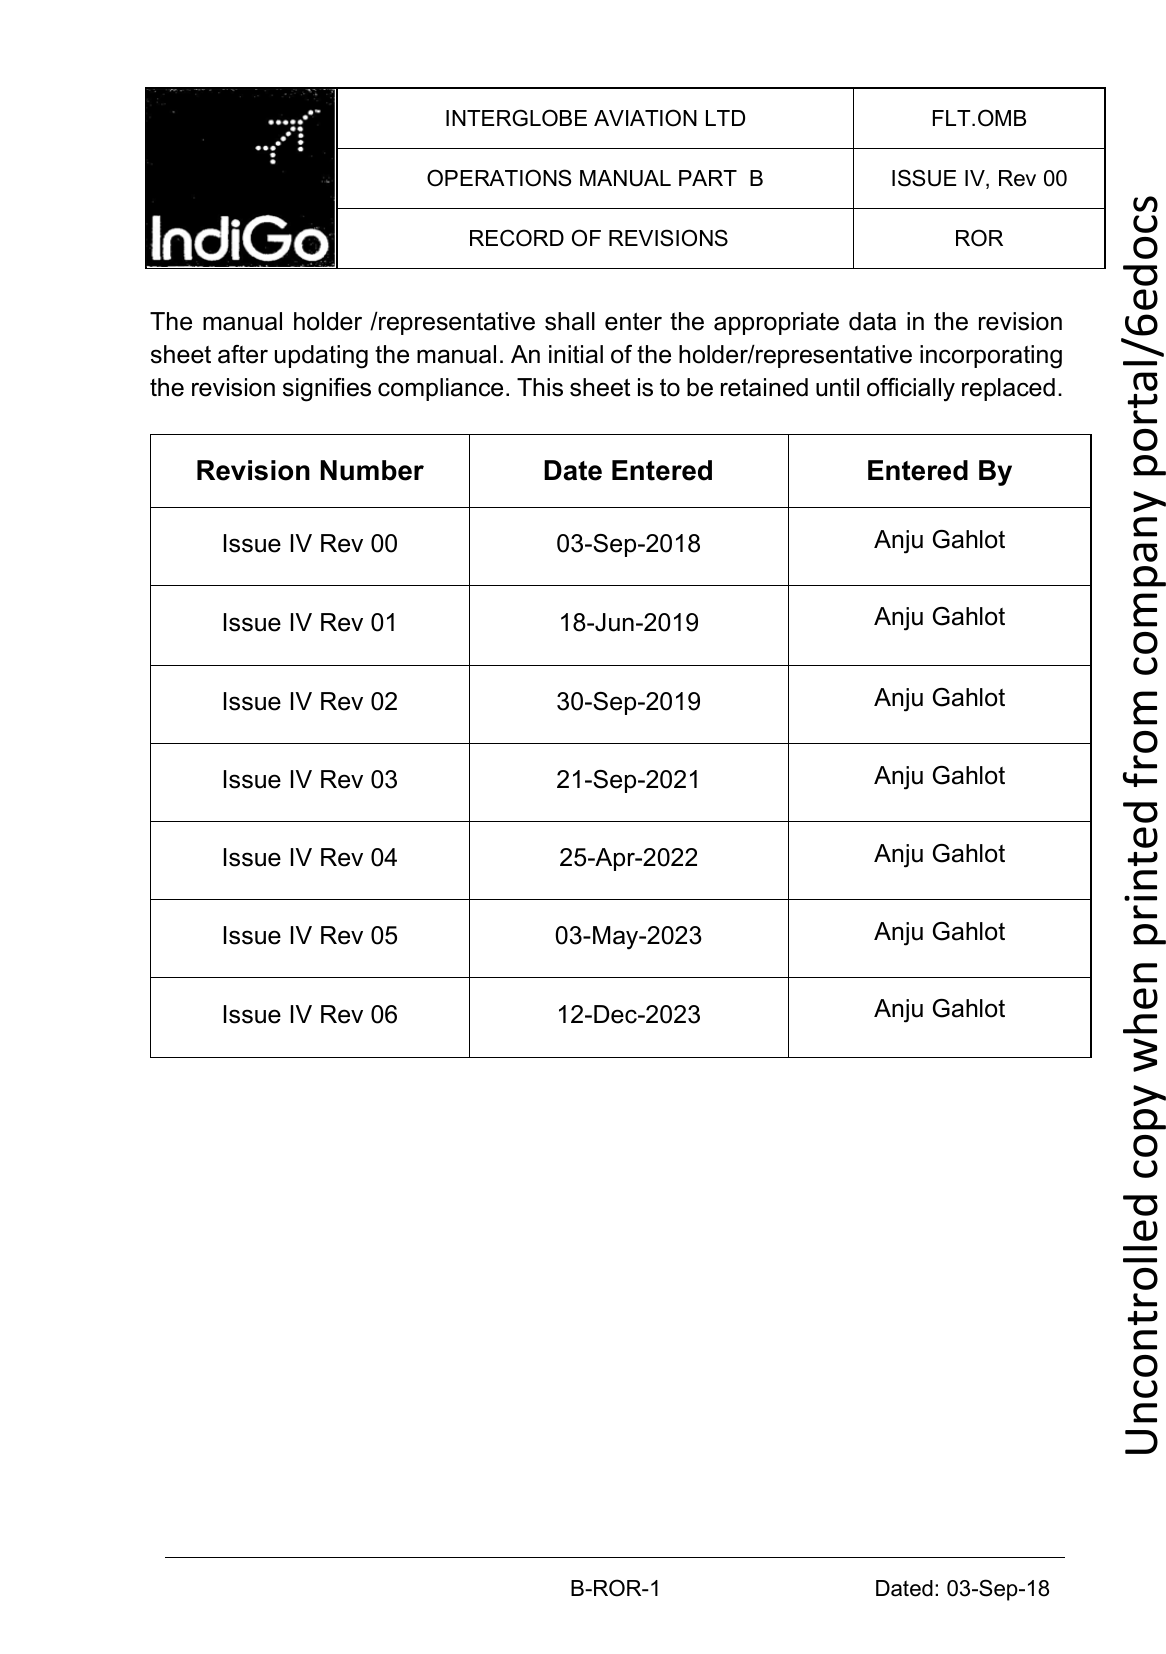 INTERGLOBE AVIATION LTD FLT.OMB
OPERATIONS MANUAL PART B ISSUE IV, Rev 00
IndiGo
RECORD OF REVISIONS ROR
The manual holder /representative shall enter the appropriate data in the revision
sheet after updating the manual. An initial of the holder/representative incorporating
the revision signifies compliance. This sheet is to be retained until officially replaced.
Revision Number Date Entered Entered By
Issue IV Rev 00 03-Sep-2018 Anju Gahlot
Issue IV Rev 01 18-Jun-2019 Anju Gahlot
Issue IV Rev 02 30-Sep-2019 Anju Gahlot
Issue IV Rev 03 21-Sep-2021 Anju Gahlot
Issue IV Rev 04 25-Apr-2022 Anju Gahlot
Issue IV Rev 05 03-May-2023 Anju Gahlot
Issue IV Rev 06 12-Dec-2023 Anju Gahlot
B-ROR-1 Dated: 03-Sep-18
Uncontrolled copy when printed from company portal/6edocs